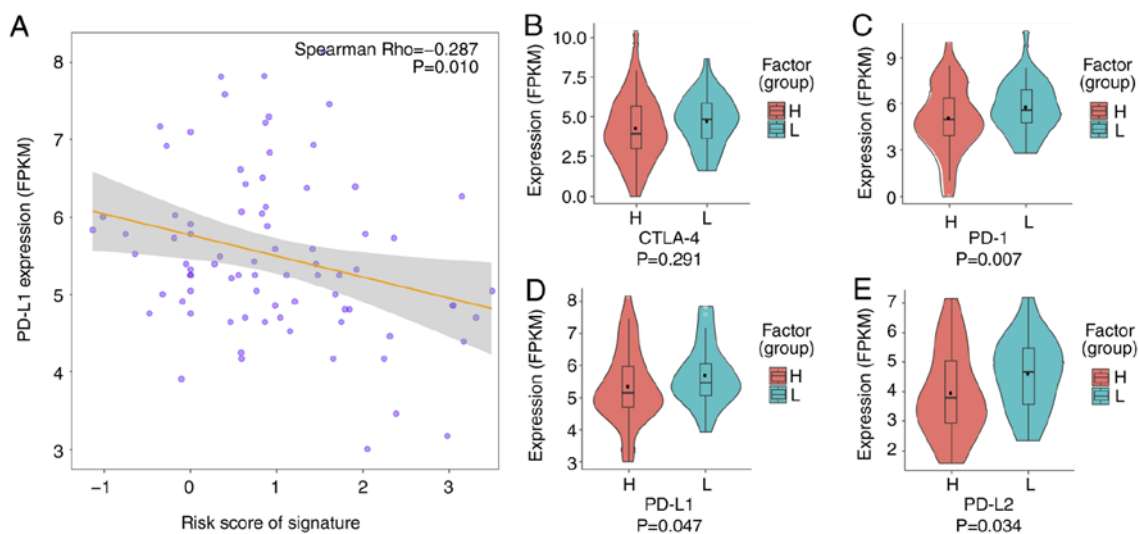 A
Spearman Rho=−0.287
P=0.010
PD-L1 expression (FPKM)
8
7
6
5
4
3
−1
0
1
2
3
Risk score of signature
B
Expression (FPKM)
10.0
7.5
5.0
2.5
0.0
H
L
CTLA-4
P=0.291
Factor
(group)
H
L
C
Expression (FPKM)
9
6
3
0
H
L
PD-1
P=0.007
Factor
(group)
H
L
D
Expression (FPKM)
8
7
6
5
4
3
H
L
PD-L1
P=0.047
Factor
(group)
H
L
E
Expression (FPKM)
7
6
5
4
3
2
H
L
PD-L2
P=0.034
Factor
(group)
H
L